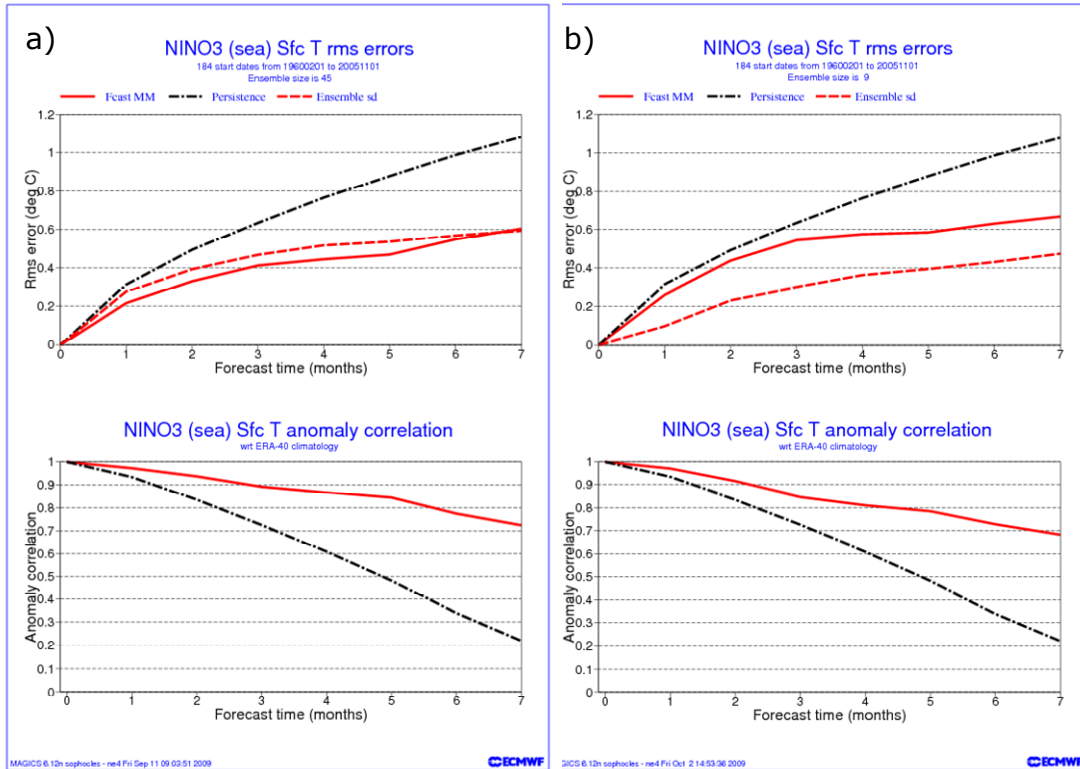 a)
NINO3 (sea) Sfc T rms errors
184 start dates from 19600201 to 20051101
Ensemble size is 45
Fcast MM Persistence Ensemble sd
1.2
1
0.8
0.6
0.4
0.2
0
Rms error (deg C)
0 1 2 3 4 5 6 7
Forecast time (months)
NINO3 (sea) Sfc T anomaly correlation
wrt ERA-40 climatology
1
0.9
0.8
0.7
0.6
0.5
0.4
0.3
0.2
0.1
0
Anomaly correlation
0 1 2 3 4 5 6 7
Forecast time (months)
MAGICS 6.12n sophocles - ne4 Fri Sep 11 09:03:51 2009
ECMWF
b)
NINO3 (sea) Sfc T rms errors
184 start dates from 19600201 to 20051101
Ensemble size is 9
Fcast MM Persistence Ensemble sd
1.2
1
0.8
0.6
0.4
0.2
0
Rms error (deg C)
0 1 2 3 4 5 6 7
Forecast time (months)
NINO3 (sea) Sfc T anomaly correlation
wrt ERA-40 climatology
1
0.9
0.8
0.7
0.6
0.5
0.4
0.3
0.2
0.1
0
Anomaly correlation
0 1 2 3 4 5 6 7
Forecast time (months)
GICS 6.12n sophocles - ne4 Fri Oct 2 14:53:36 2009
ECMWF